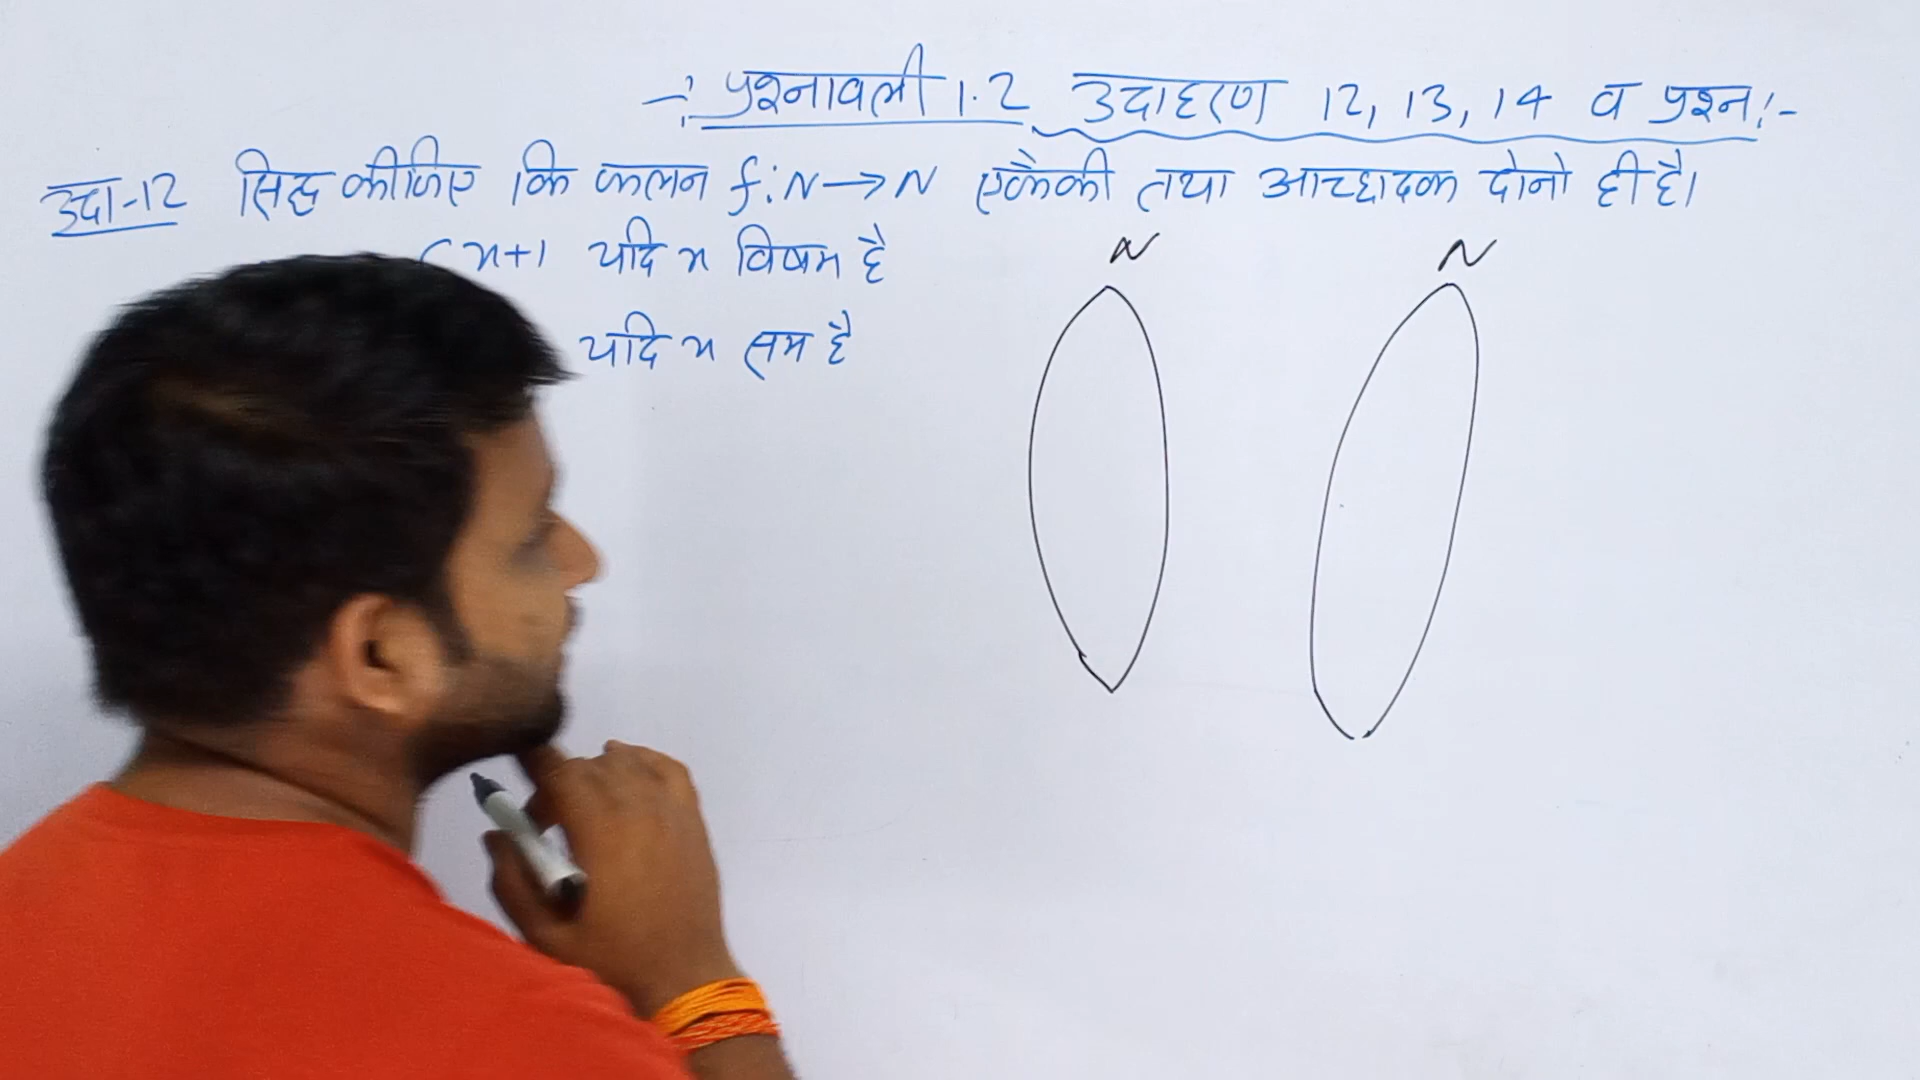 -: प्रश्नावली 1.2 उदाहरण 12, 13, 14 व प्रश्न:-
उदा-12 सिद्ध कीजिए कि फलन f:N→N एकैकी तथा आच्छादक दोनो ही है।
x+1 यदि x विषम है
यदि x सम है
N N